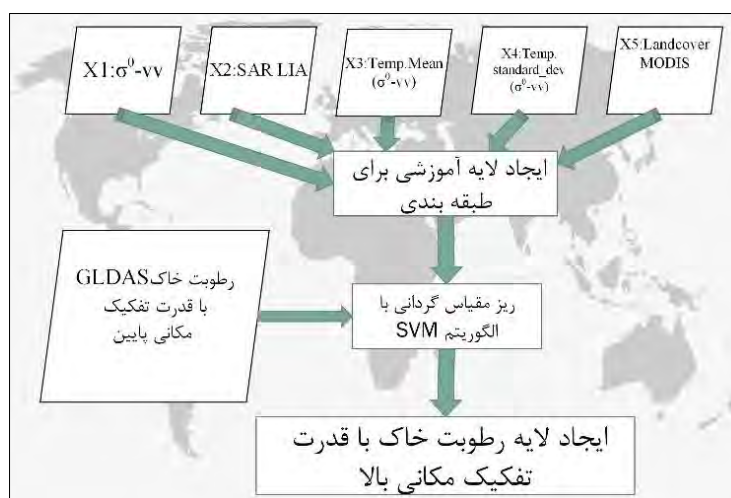 X1:σ⁰-vv
X2:SAR LIA
X3:Temp.Mean
(σ⁰-vv)
X4:Temp.
standard_dev
(σ⁰-vv)
X5:Landcover
MODIS
ایجاد لایه آموزشی برای
طبقه بندی
رطوبت خاک GLDAS
با قدرت تفکیک
مکانی پایین
ریز مقیاس گردانی با
الگوریتم SVM
ایجاد لایه رطوبت خاک با قدرت
تفکیک مکانی بالا